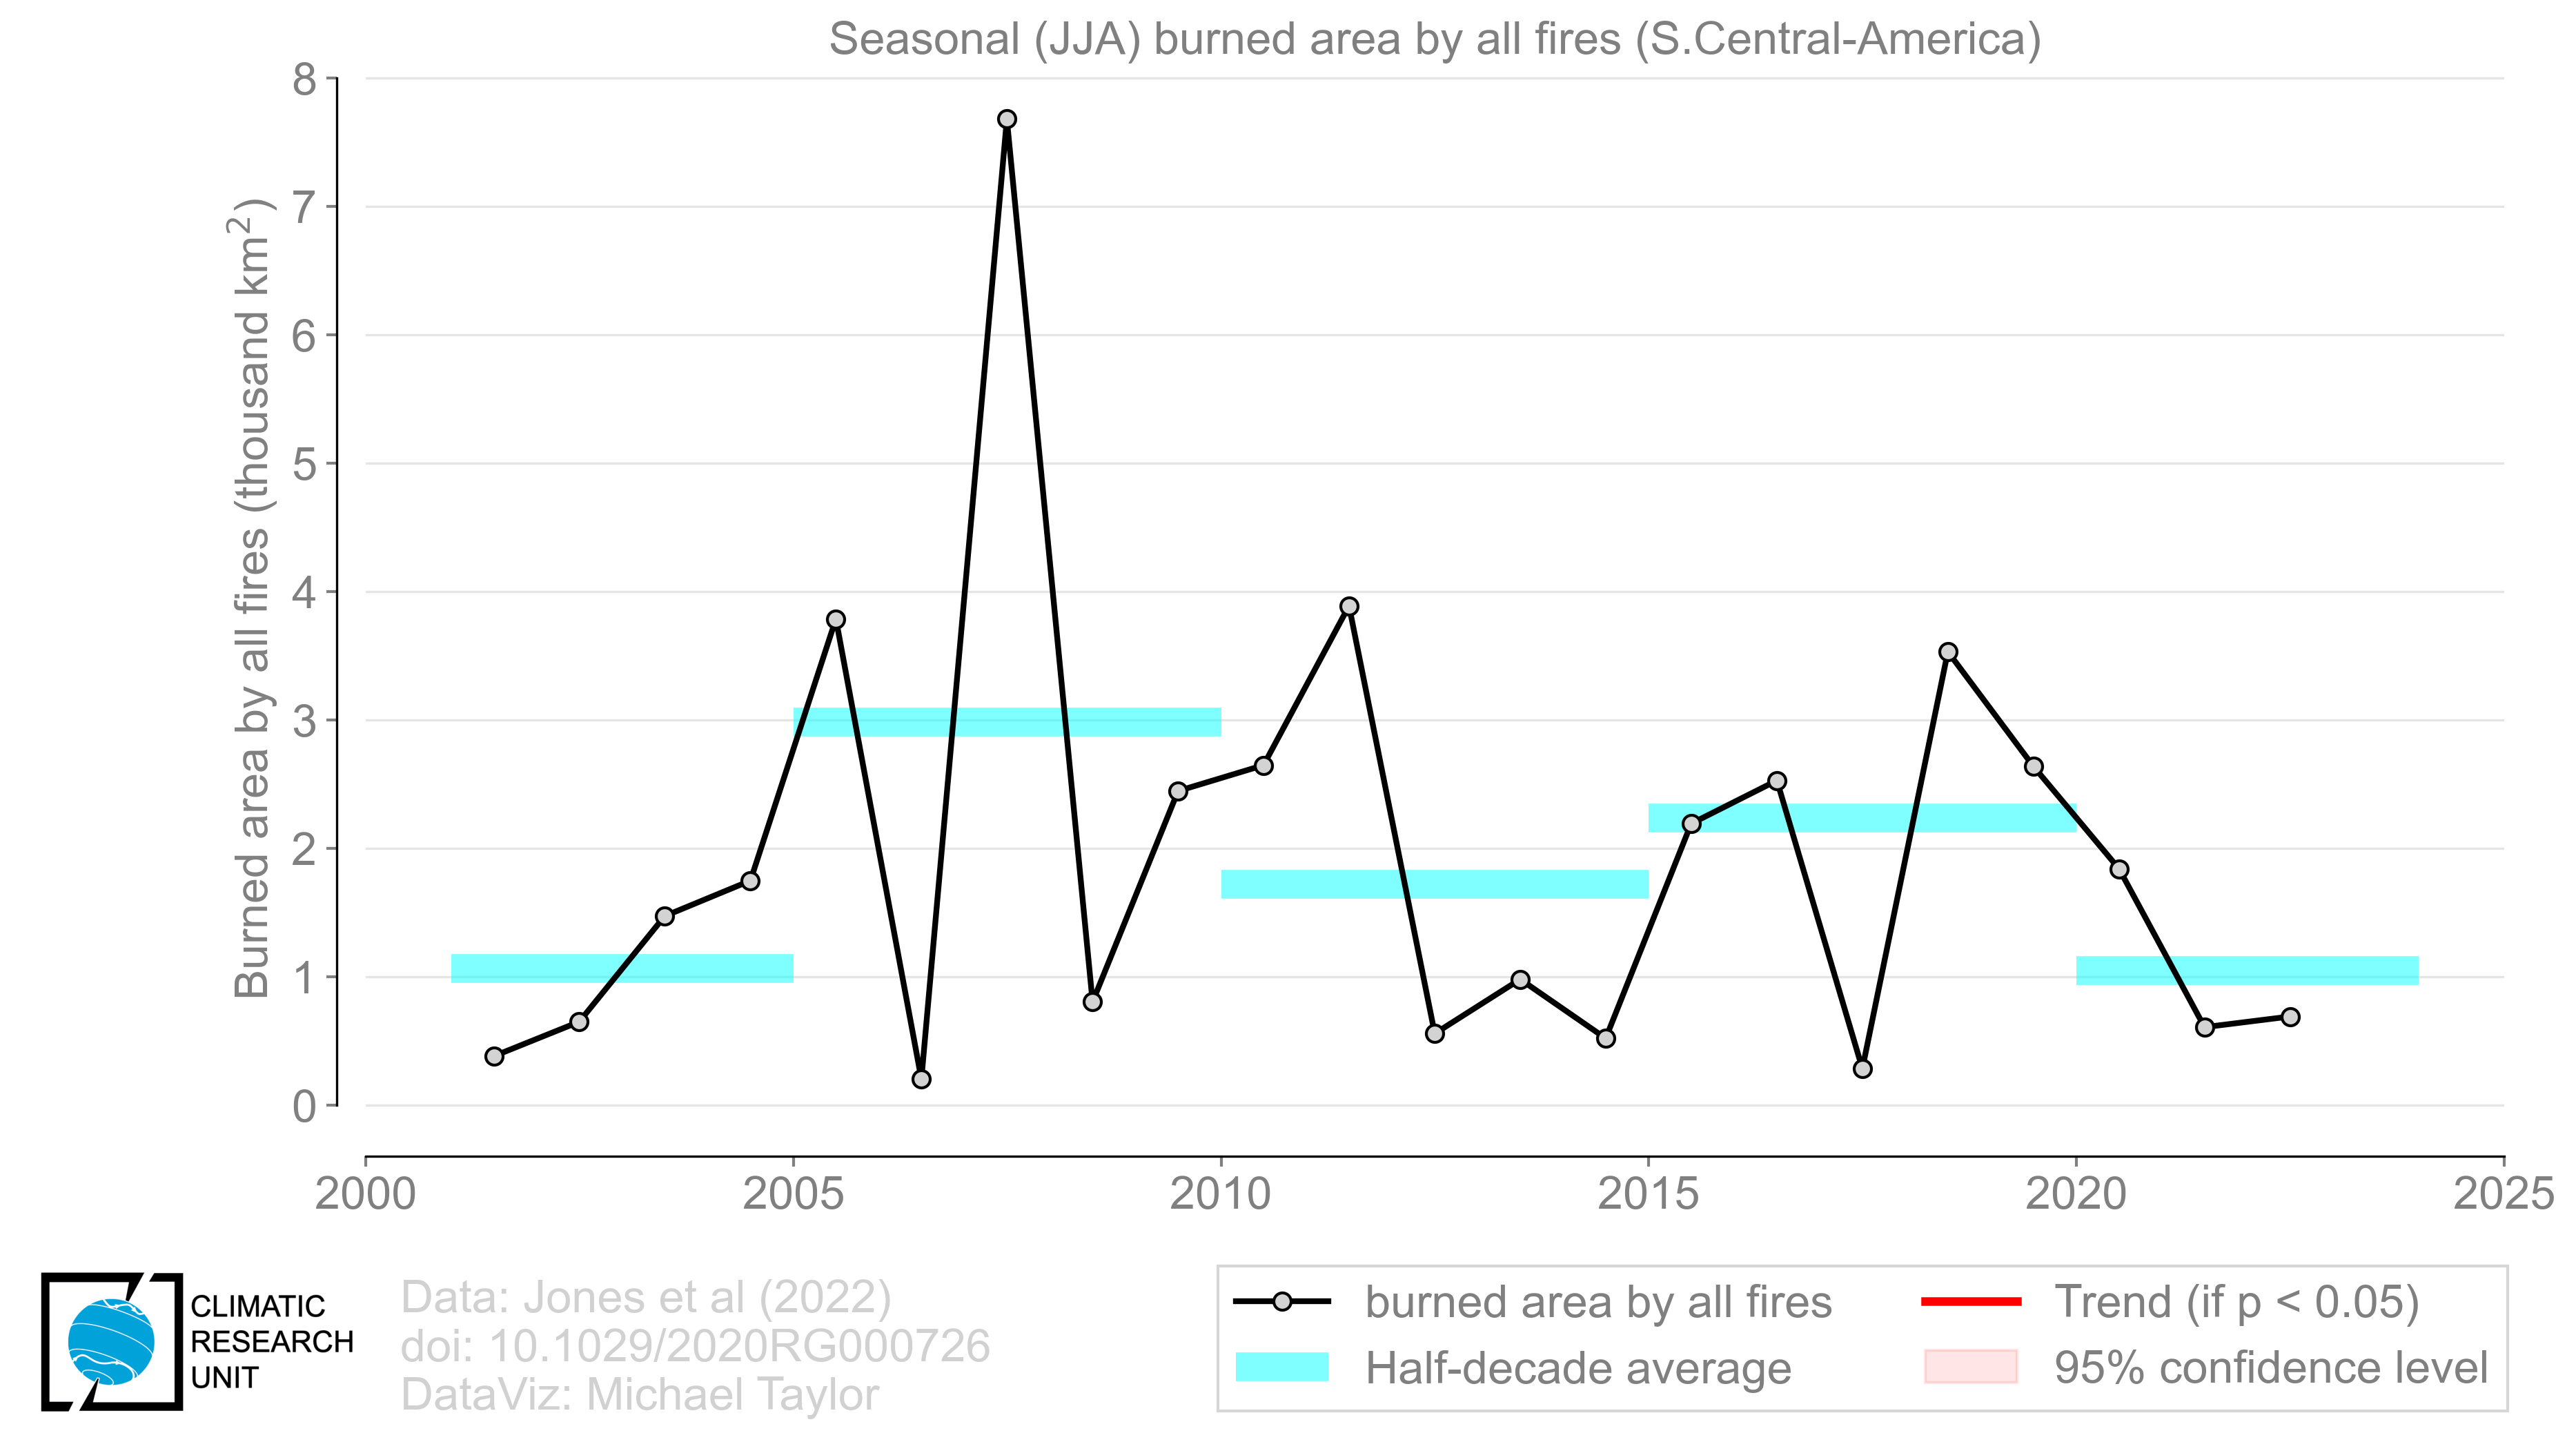 Seasonal (JJA) burned area by all fires (S.Central-America)
Burned area by all fires (thousand km²)
8
7
6
5
4
3
2
1
0
2000 2005 2010 2015 2020 2025
CLIMATIC
RESEARCH
UNIT
Data: Jones et al (2022)
doi: 10.1029/2020RG000726
DataViz: Michael Taylor
burned area by all fires
Half-decade average
Trend (if p < 0.05)
95% confidence level